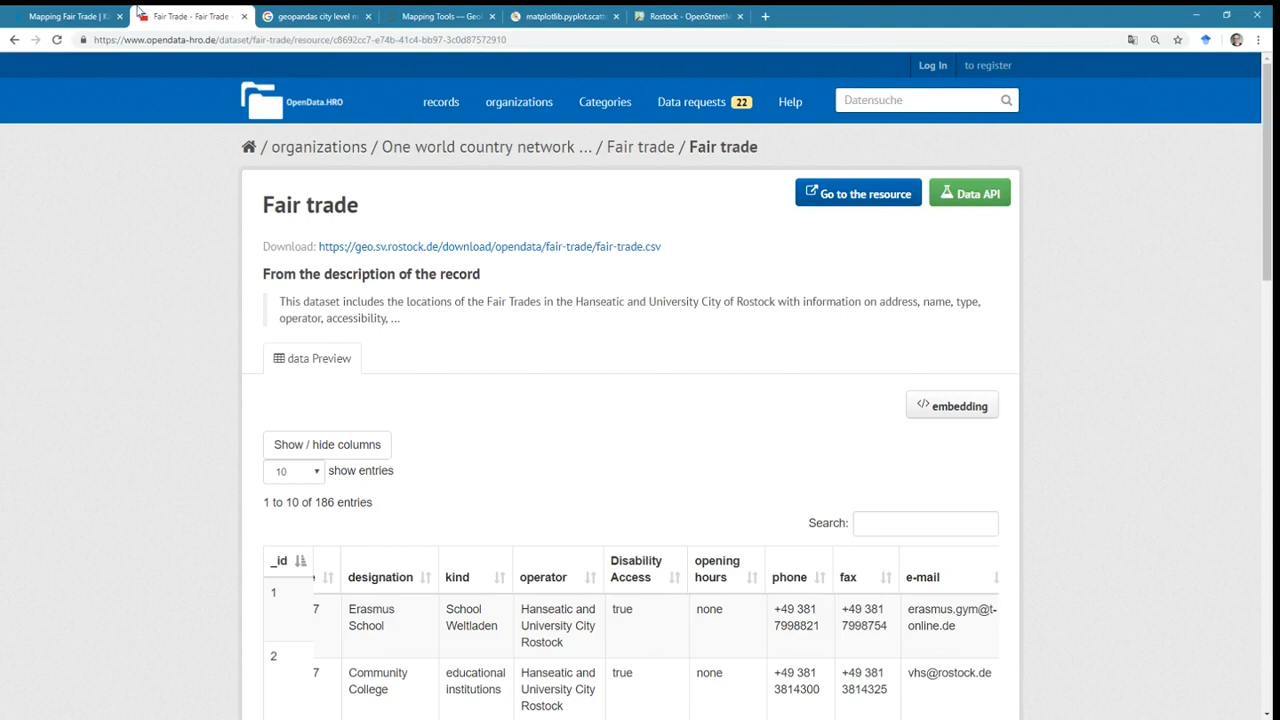 Mapping Fair Trade | K
Fair Trade - Fair Trade -
geopandas city level m
Mapping Tools — Geo
matplotlib.pyplot.scatt
Rostock - OpenStreetM
https://www.opendata-hro.de/dataset/fair-trade/resource/c8692cc7-e74b-41c4-bb97-3c0d87572910
Log In to register
OpenData.HRO records organizations Categories Data requests 22 Help Datensuche
/ organizations / One world country network ... / Fair trade / Fair trade
Fair trade
Go to the resource Data API
Download: https://geo.sv.rostock.de/download/opendata/fair-trade/fair-trade.csv
From the description of the record
This dataset includes the locations of the Fair Trades in the Hanseatic and University City of Rostock with information on address, name, type,
operator, accessibility, ...
data Preview
</> embedding
Show / hide columns
10 show entries
1 to 10 of 186 entries
Search:
_id designation kind operator Disability Access opening hours phone fax e-mail
1 7 Erasmus School School Weltladen Hanseatic and University City Rostock true none +49 381 7998821 +49 381 7998754 erasmus.gym@t-online.de
2 7 Community College educational institutions Hanseatic and University City Rostock true none +49 381 3814300 +49 381 3814325 vhs@rostock.de